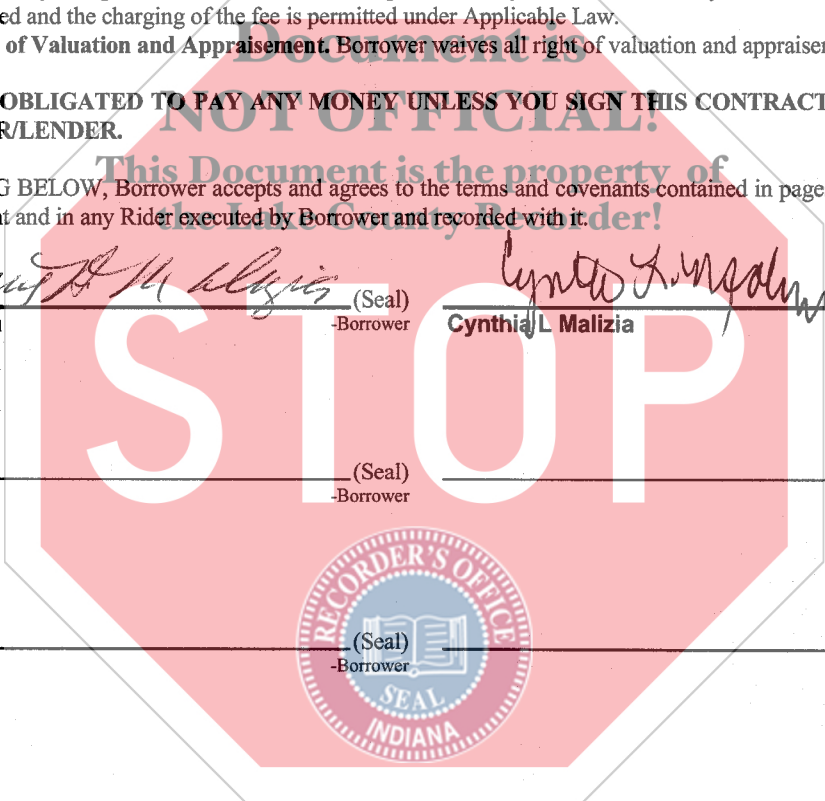 ed and the charging of the fee is permitted under Applicable Law.
Document is
of Valuation and Appraisement. Borrower waives all right of valuation and appraise
OBLIGATED TO PAY ANY MONEY UNLESS YOU SIGN THIS CONTRACT
NOT OFFICIAL!
R/LENDER.
This Document is the property of
G BELOW, Borrower accepts and agrees to the terms and covenants contained in page
t and in any Rider executed by Borrower and recorded with it.
the Lake County Recorder!
(Seal)
-Borrower
Cynthia L Malizia
STOP
(Seal)
-Borrower
RECORDER'S OFFICE
(Seal)
-Borrower
SEAL
INDIANA